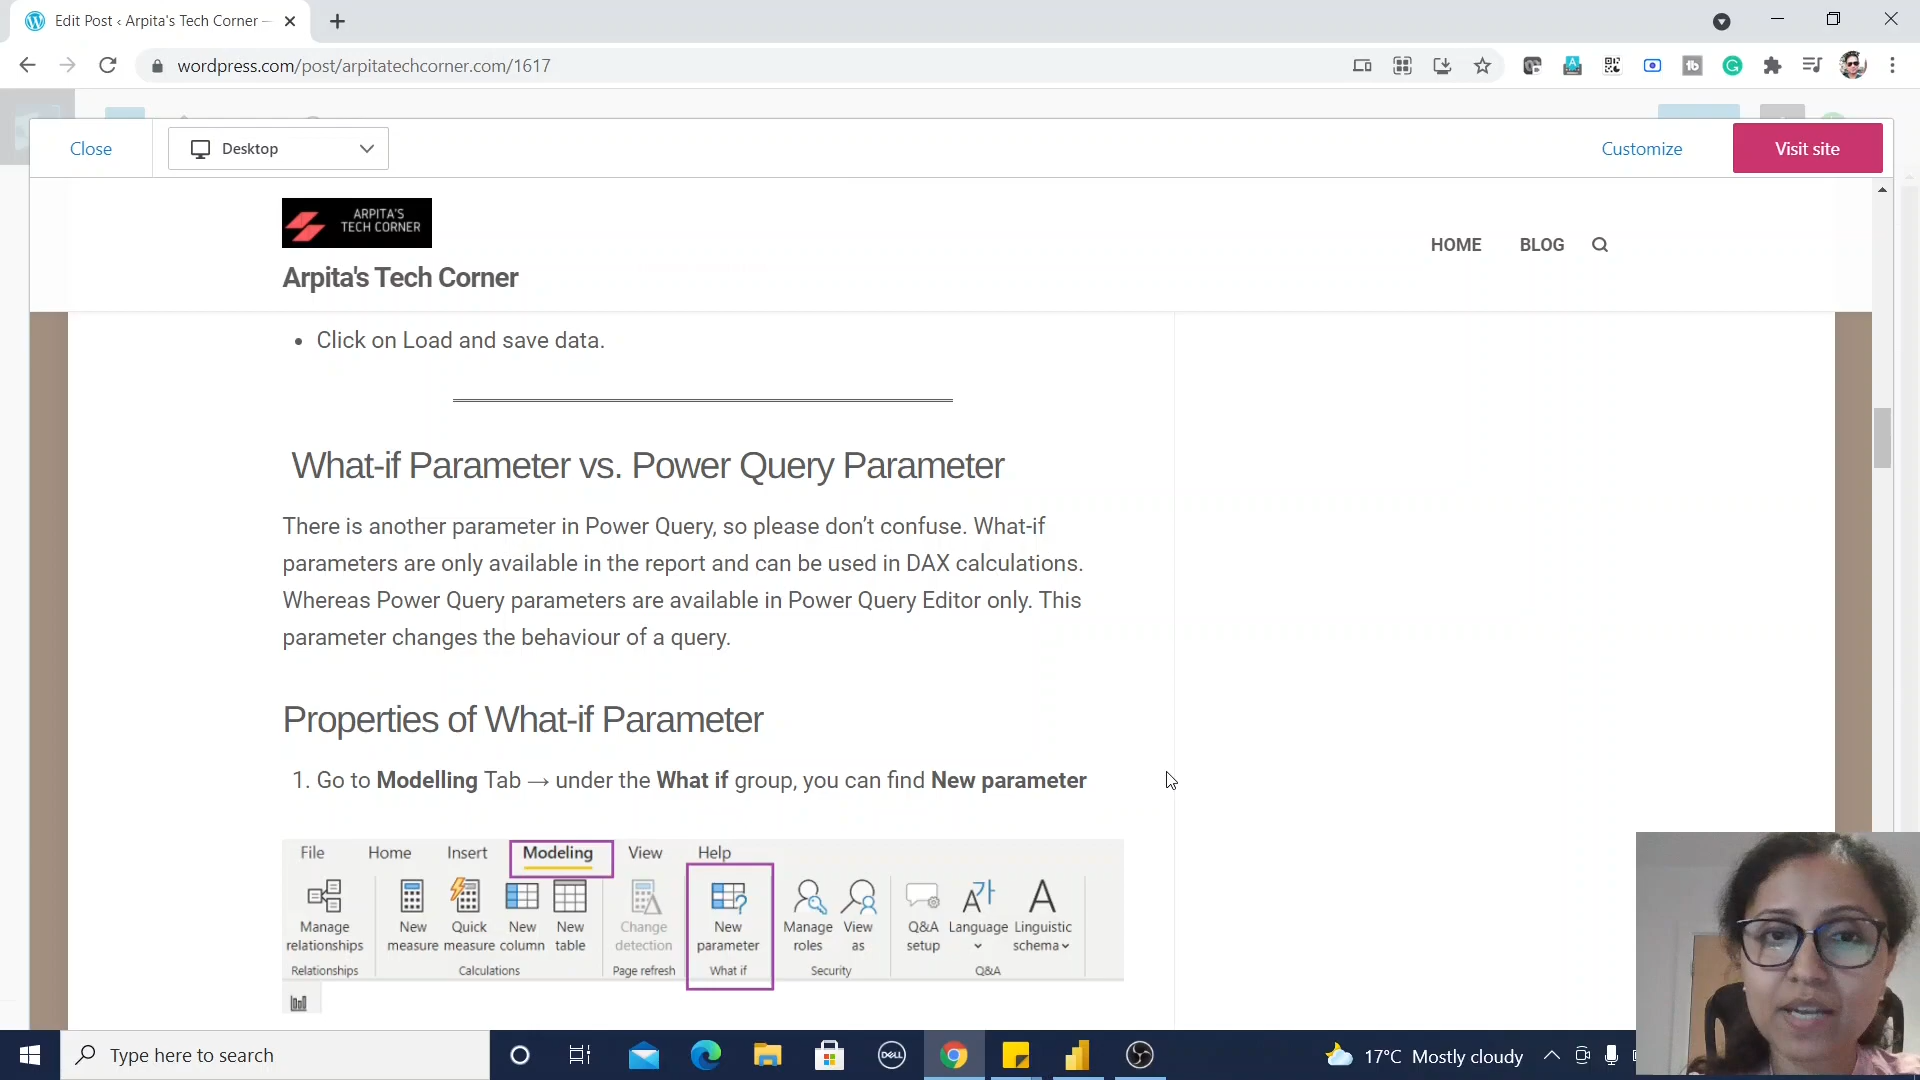 Edit Post ‹ Arpita's Tech Corner —
wordpress.com/post/arpitatechcorner.com/1617
Close
Desktop
Customize
Visit site
ARPITA'S
TECH CORNER
HOME
BLOG
Arpita's Tech Corner
• Click on Load and save data.
What-if Parameter vs. Power Query Parameter
There is another parameter in Power Query, so please don’t confuse. What-if
parameters are only available in the report and can be used in DAX calculations.
Whereas Power Query parameters are available in Power Query Editor only. This
parameter changes the behaviour of a query.
Properties of What-if Parameter
1. Go to Modelling Tab → under the What if group, you can find New parameter
File Home Insert Modeling View Help
Manage relationships
New measure
Quick measure
New column
New table
Change detection
New parameter
Manage roles
View as
Q&A setup
Language
Linguistic schema
Relationships
Calculations
Page refresh
What if
Security
Q&A
Type here to search
DELL
17°C Mostly cloudy